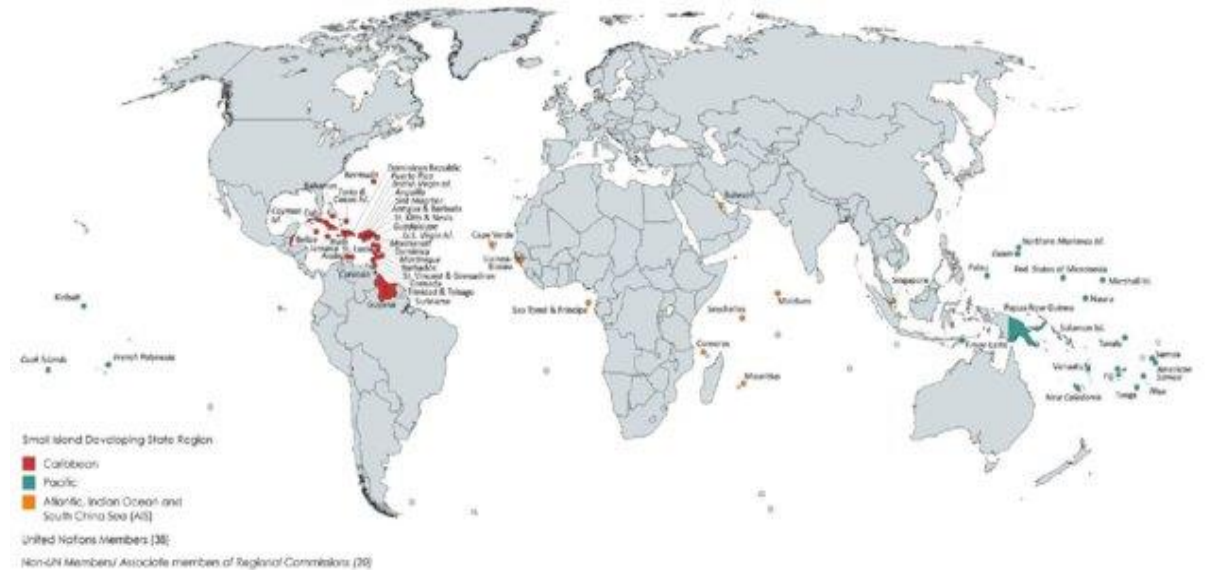 Dominican Republic
Puerto Rico
British Virgin Isl.
Anguilla
Sint Maarten
Antigua & Barbuda
St. Kitts & Nevis
Guadeloupe
U.S. Virgin Isl.
Montserrat
Dominica
Martinique
Barbados
St. Vincent & Grenadines
Grenada
Trinidad & Tobago
Suriname
Bermuda
Bahamas
Cayman
Cuba
Belize
Haiti
Jamaica
St. Lucia
Aruba
Curacao
Guyana
Cape Verde
Guinea-
Bissau
Sao Tomé & Principe
Bahrain
Maldives
Seychelles
Comoros
Mauritius
Singapore
Northern Mariana Isl.
Guam
Palau
Fed. States of Micronesia
Marshall Isl.
Nauru
Papua New Guinea
Solomon Isl.
Timor-Leste
Tuvalu
Samoa
American
Samoa
Vanuatu
Fiji
Niue
Tonga
New Caledonia
Kiribati
Cook Islands
French Polynesia
Small Island Developing State Region
Caribbean
Pacific
Atlantic, Indian Ocean and
South China Sea (AIS)
United Nations Members (38)
Non-UN Members/ Associate members of Regional Commissions (20)